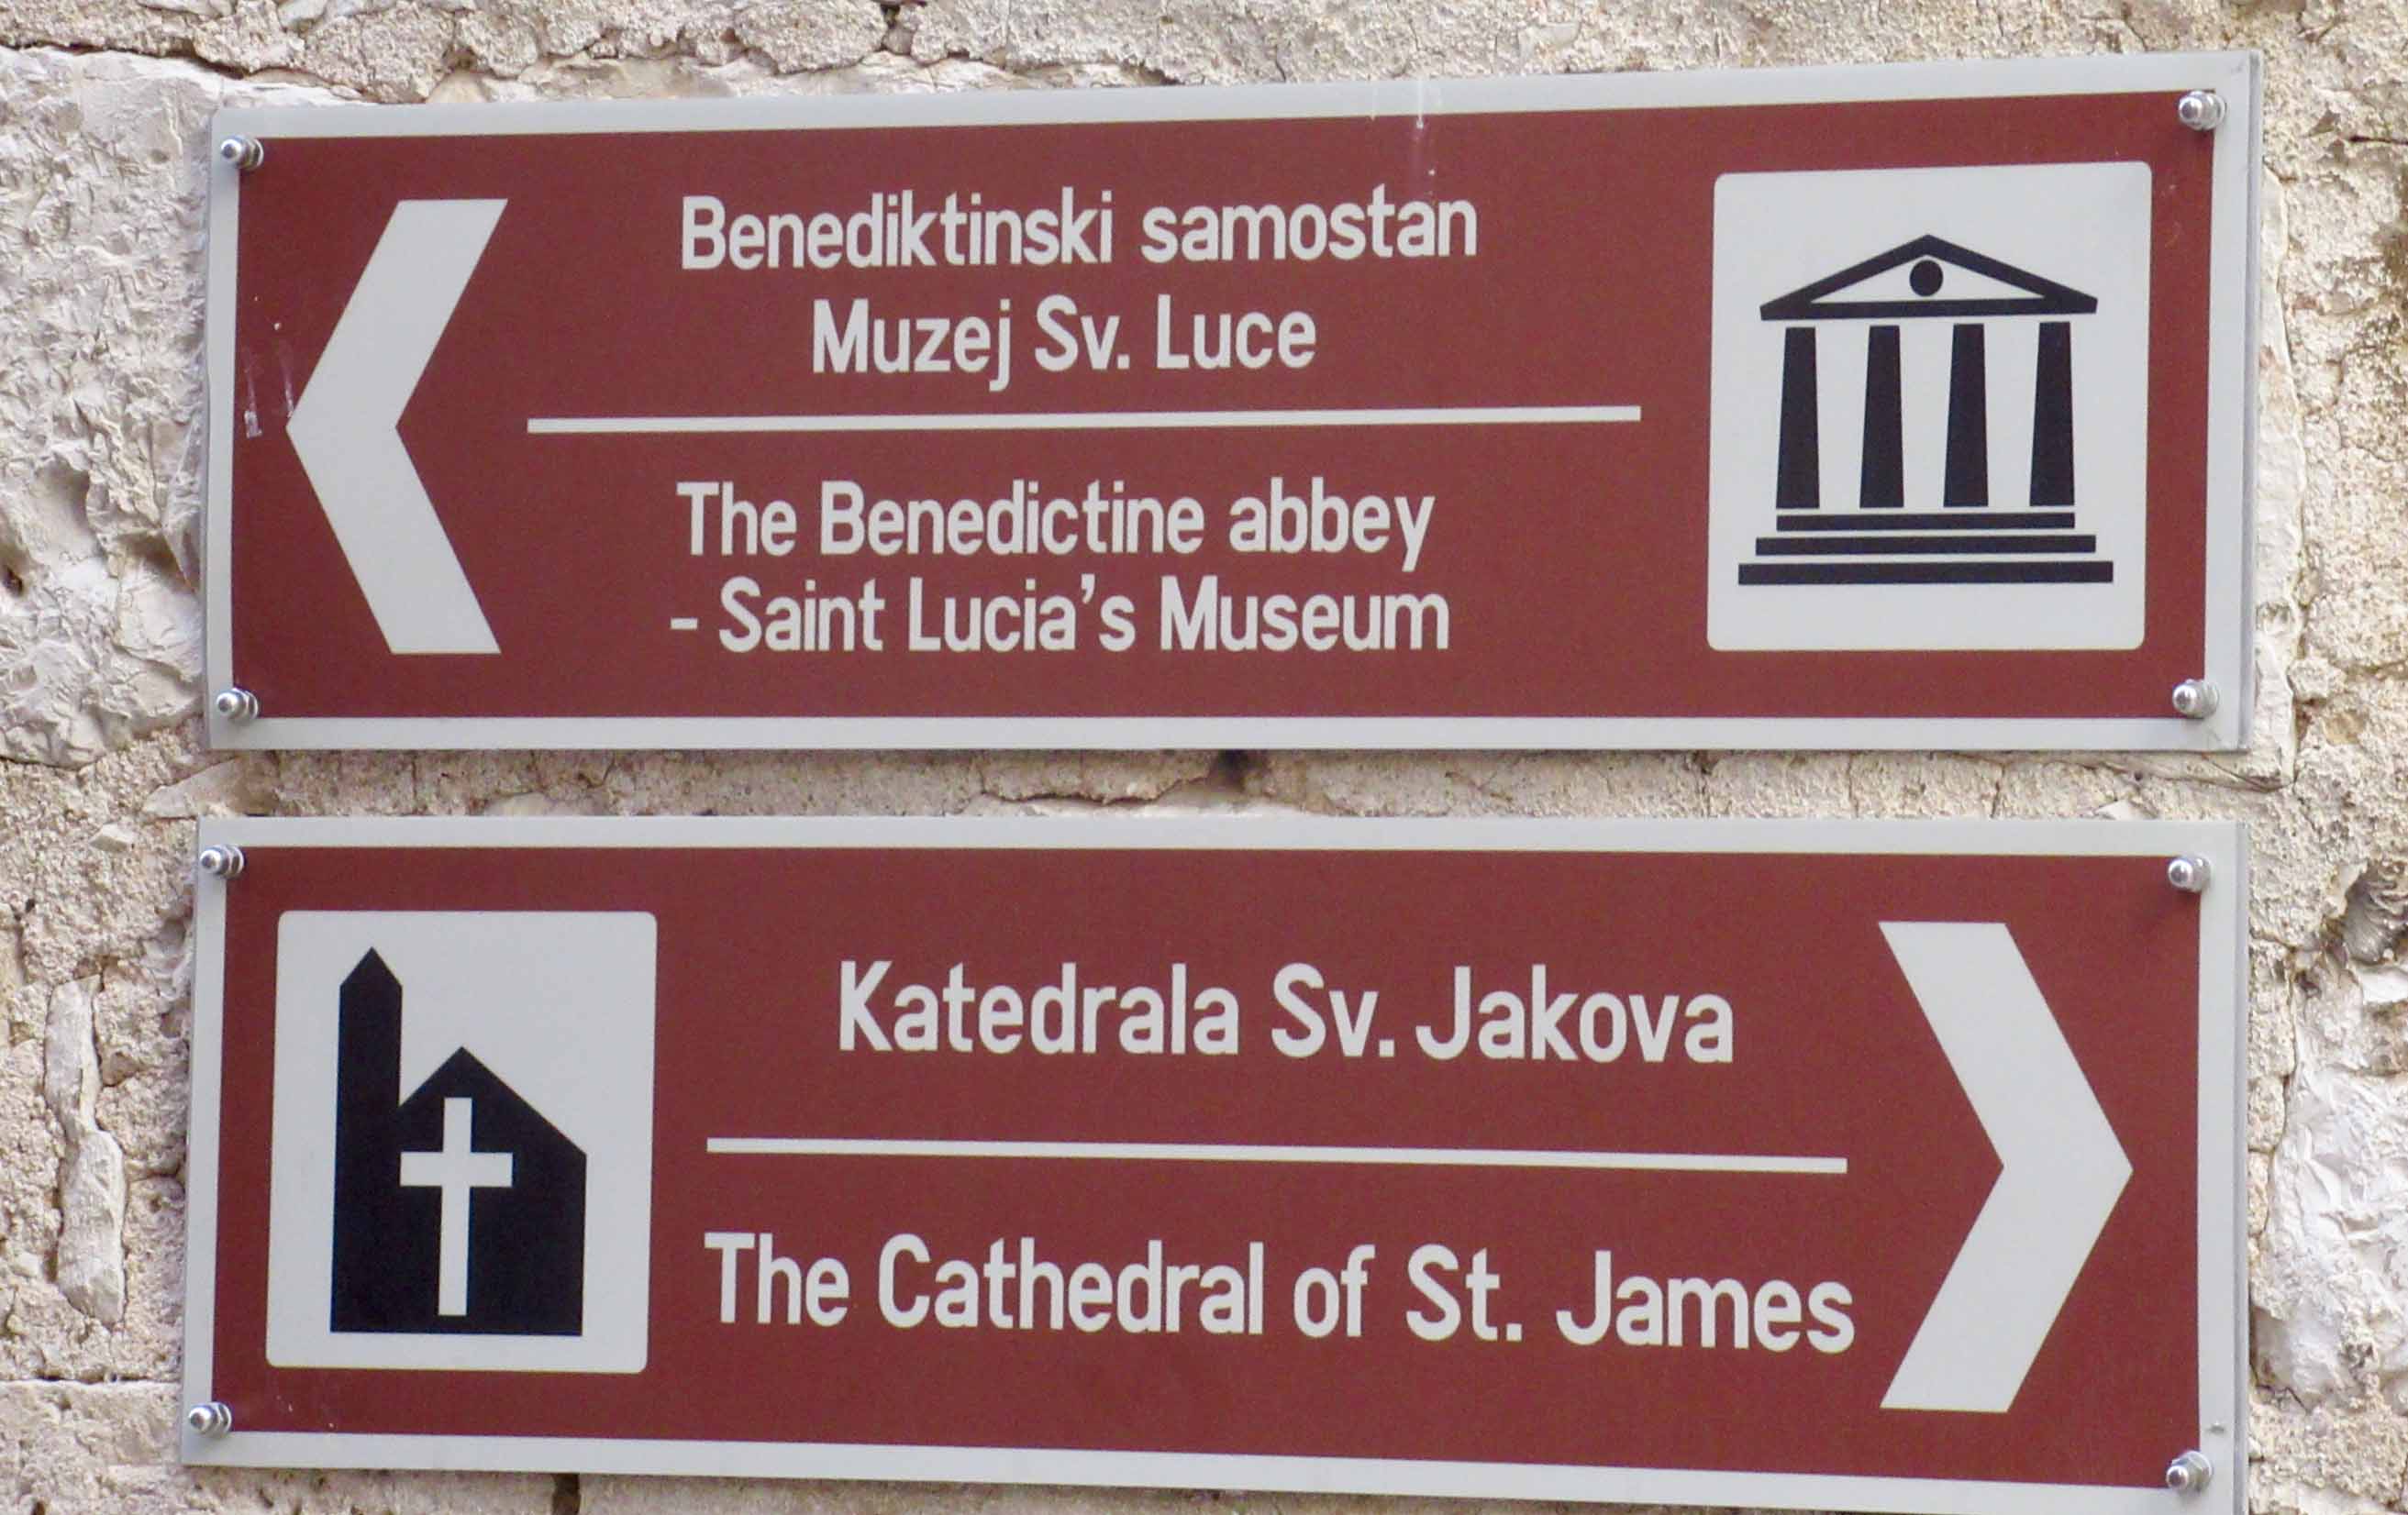 Benediktinski samostan
Muzej Sv. Luce
The Benedictine abbey
- Saint Lucia's Museum
Katedrala Sv. Jakova
The Cathedral of St. James